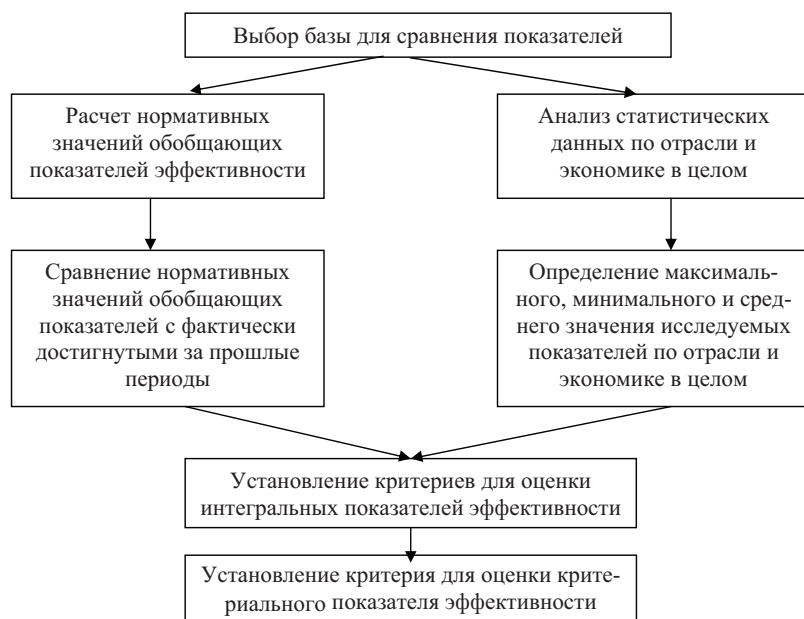 Выбор базы для сравнения показателей
Расчет нормативных
значений обобщающих
показателей эффективности
Анализ статистических
данных по отрасли и
экономике в целом
Сравнение нормативных
значений обобщающих
показателей с фактически
достигнутыми за прошлые
периоды
Определение максималь-
ного, минимального и сред-
него значения исследуемых
показателей по отрасли и
экономике в целом
Установление критериев для оценки
интегральных показателей эффективности
Установление критерия для оценки крите-
риального показателя эффективности